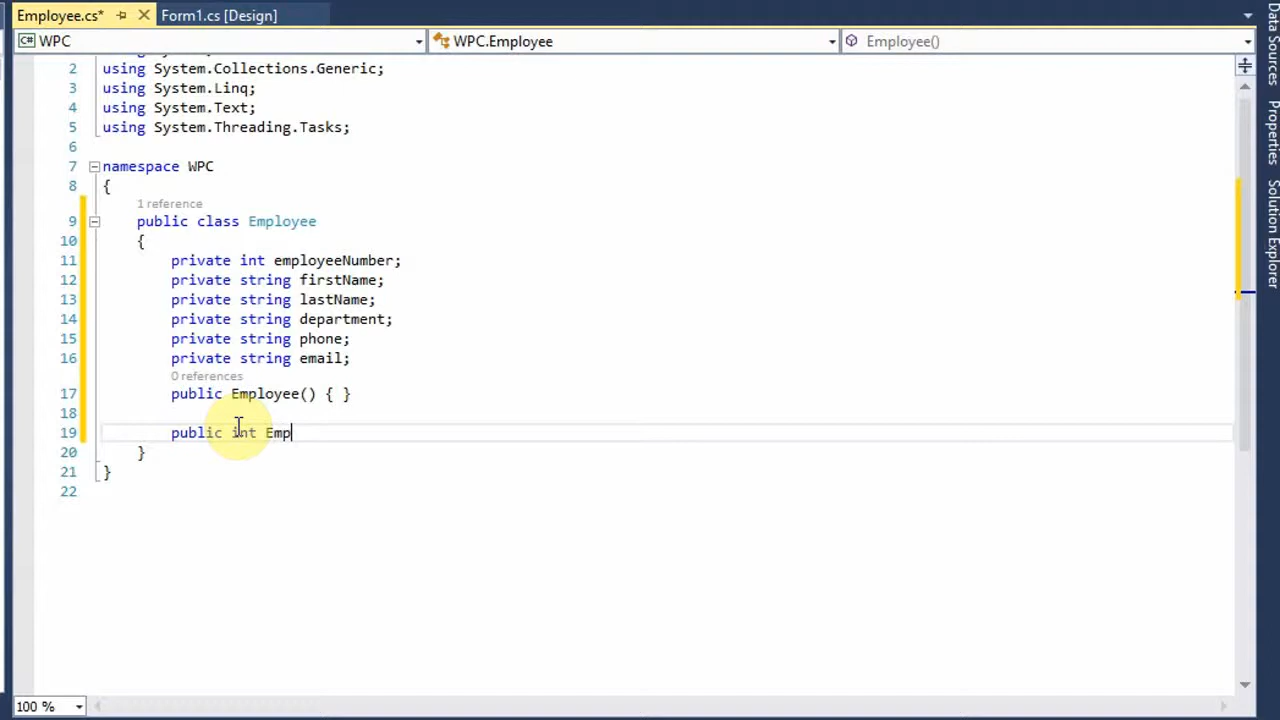 Employee.cs*
Form1.cs [Design]
C# WPC
WPC.Employee
Employee()
2 using System.Collections.Generic;
3 using System.Linq;
4 using System.Text;
5 using System.Threading.Tasks;
6
7 namespace WPC
8 {
1 reference
9 public class Employee
10 {
11 private int employeeNumber;
12 private string firstName;
13 private string lastName;
14 private string department;
15 private string phone;
16 private string email;
0 references
17 public Employee() { }
18
19 public int Emp
20 }
21 }
22
100 %
Data Sources
Properties
Solution Explorer